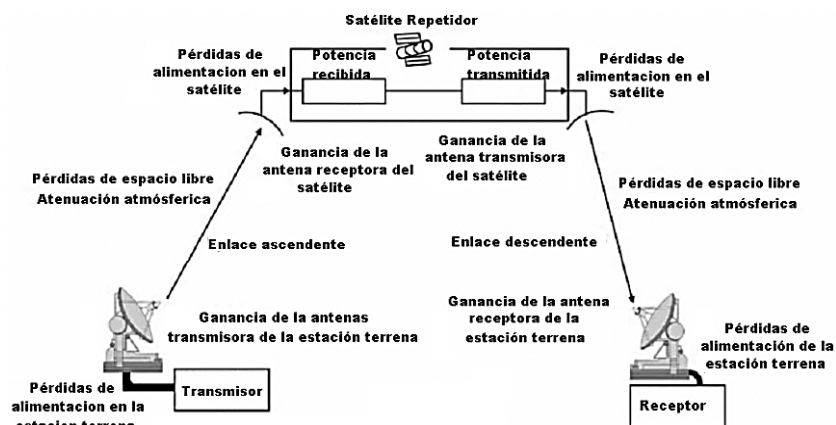 Satélite Repetidor
Pérdidas de
alimentacion en el
satélite
Potencia
recibida
Potencia
transmitida
Pérdidas de
alimentación en el
satélite
Ganancia de la
antena receptora del
satélite
Ganancia de la
antena transmisora
del satélite
Pérdidas de espacio libre
Atenuación atmósferica
Pérdidas de espacio libre
Atenuación atmósferica
Enlace ascendente
Enlace descendente
Ganancia de la antenas
transmisora de la estación terrena
Ganancia de la antena
receptora de la
estación terrena
Pérdidas de
alimentación de la
estación terrena
Pérdidas de
alimentacion en la
estacion terrena
Transmisor
Receptor